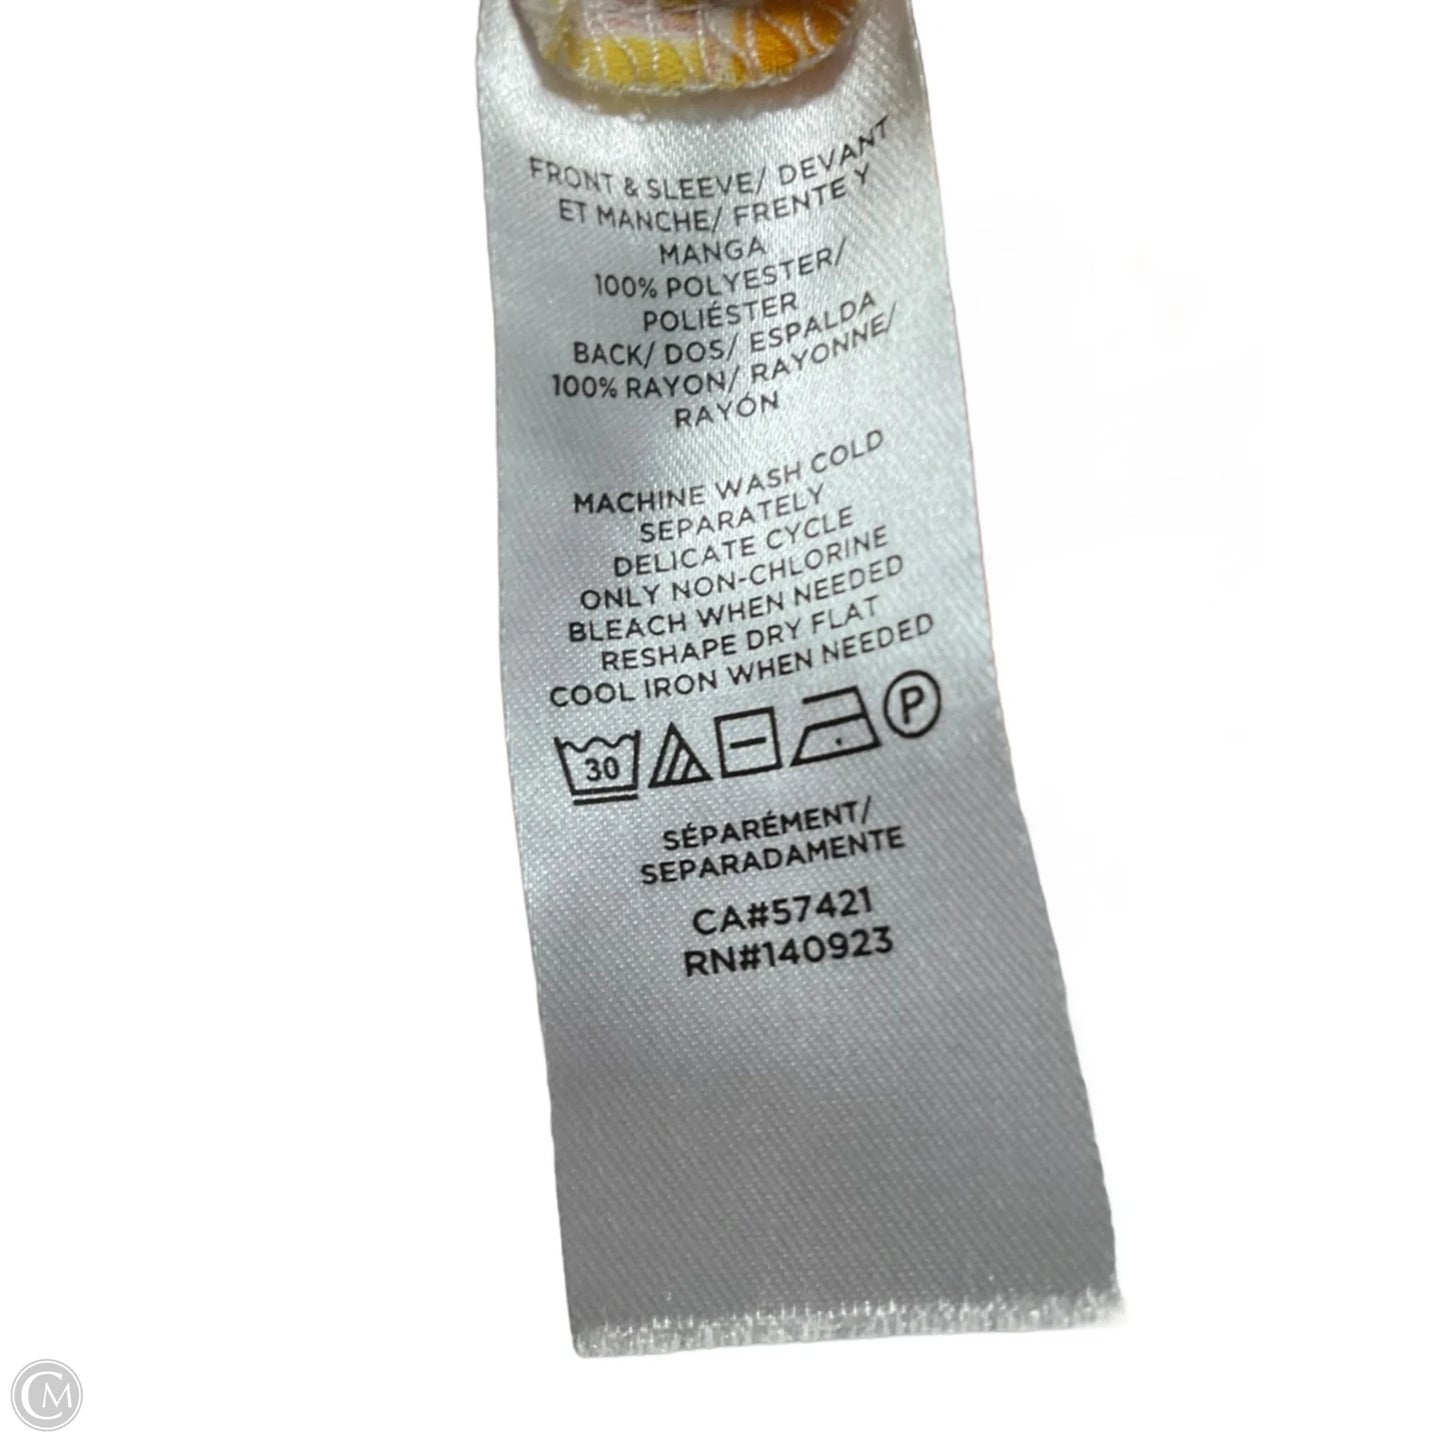 FRONT & SLEEVE/ DEVANT
ET MANCHE/ FRENTE Y
MANGA
100% POLYESTER/
POLIÉSTER
BACK/ DOS/ ESPALDA
100% RAYON/ RAYONNE/
RAYÓN
MACHINE WASH COLD
SEPARATELY
DELICATE CYCLE
ONLY NON-CHLORINE
BLEACH WHEN NEEDED
RESHAPE DRY FLAT
COOL IRON WHEN NEEDED
30 P
SÉPARÉMENT/
SEPARADAMENTE
CA#57421
RN#140923
CM